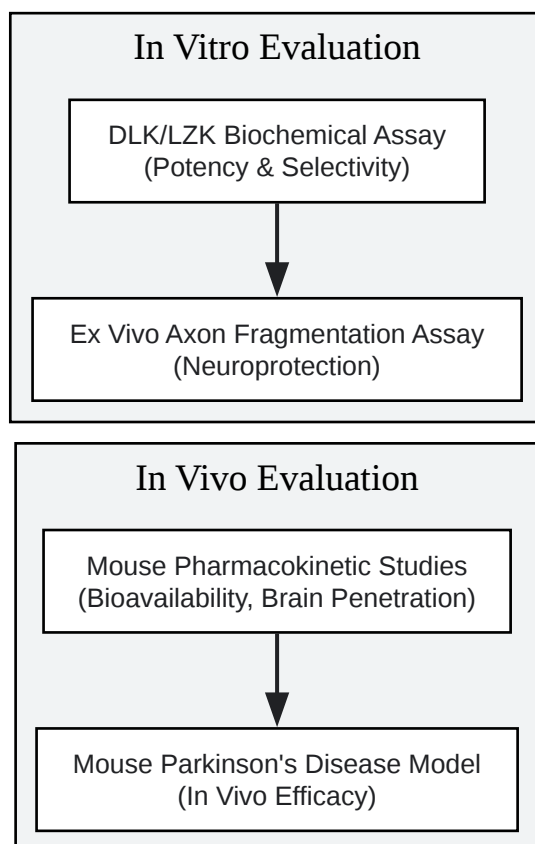 In Vitro Evaluation
DLK/LZK Biochemical Assay
(Potency & Selectivity)
Ex Vivo Axon Fragmentation Assay
(Neuroprotection)
In Vivo Evaluation
Mouse Pharmacokinetic Studies
(Bioavailability, Brain Penetration)
Mouse Parkinson's Disease Model
(In Vivo Efficacy)